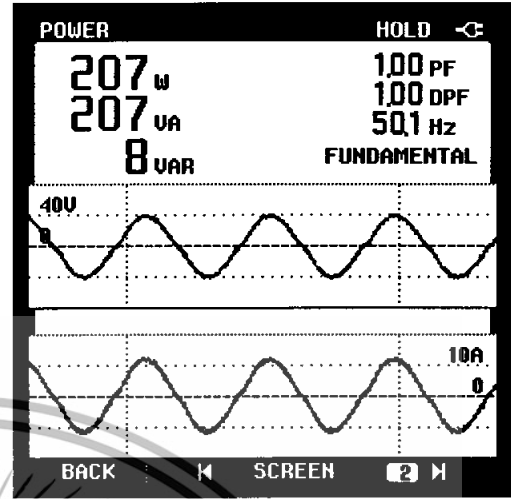 POWER HOLD
207 W 1.00 PF
207 VA 1.00 DPF
8 VAR 50.1 Hz
FUNDAMENTAL
40V
0
10A
0
BACK SCREEN 2